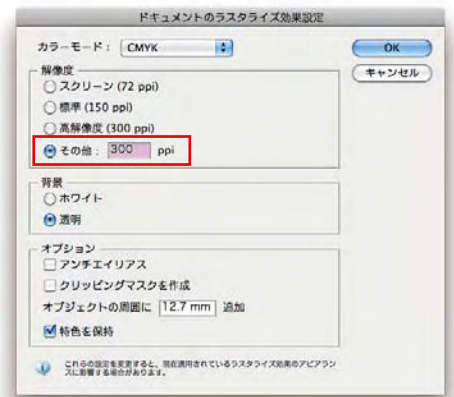 ドキュメントのラスタライズ効果設定
カラーモード： CMYK
OK
キャンセル
解像度
スクリーン (72 ppi)
標準 (150 ppi)
高解像度 (300 ppi)
その他： 300 ppi
背景
ホワイト
透明
オプション
アンチエイリアス
クリッピングマスクを作成
オブジェクトの周囲に 12.7 mm 追加
特色を保持
これらの設定を変更すると、現在適用されているラスタライズ効果のアピアラン
スに影響する場合があります。